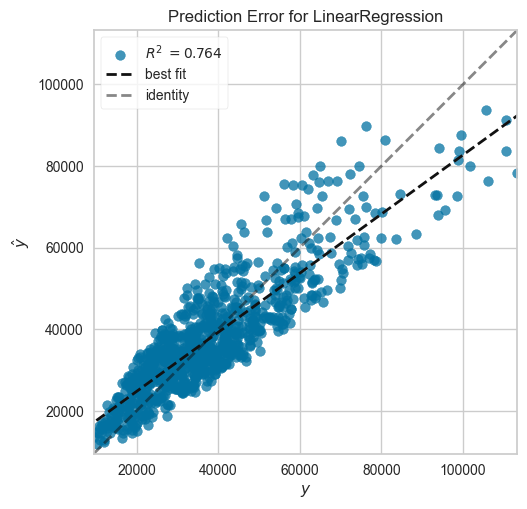 Prediction Error for LinearRegression
R² = 0.764
best fit
identity
100000
80000
60000
40000
20000
ŷ
20000 40000 60000 80000 100000
y